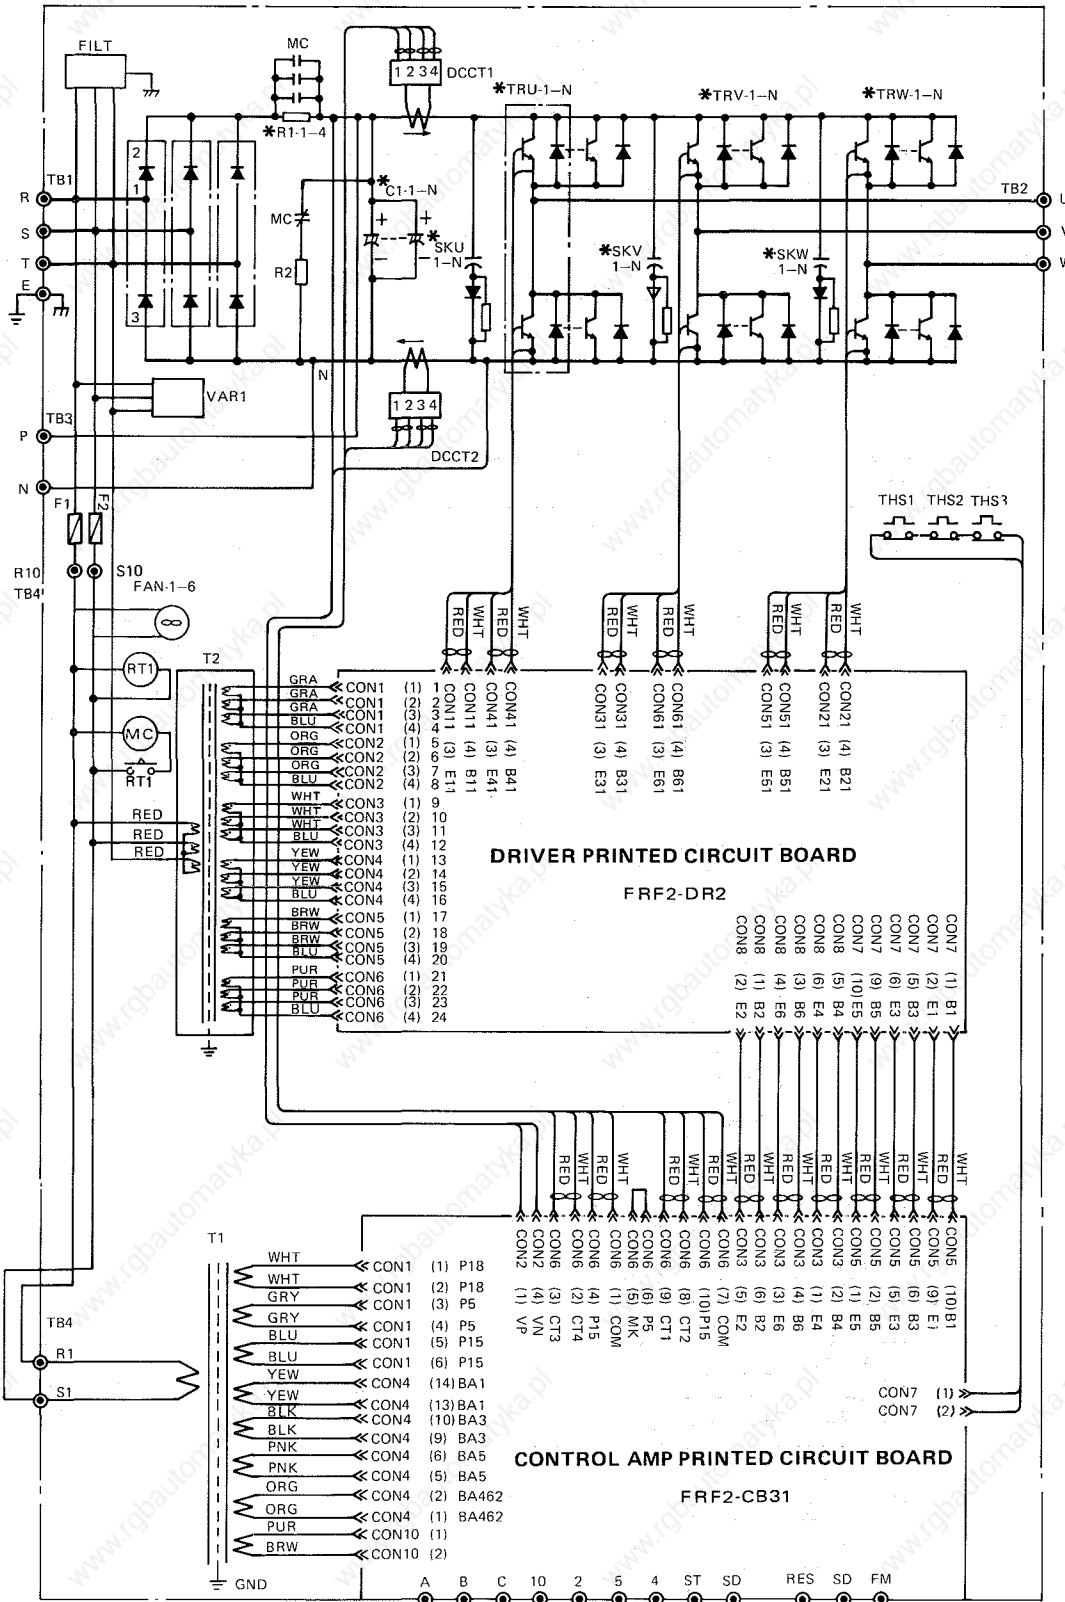 FILT
MC
1 2 3 4
DCCT1
*TRU-1-N
*TRV-1-N
*TRW-1-N
*R1-1-4
2
1
3
TB1
R
S
T
E
MC
R2
*
C1-1-N
+
+
-
-
*SKU
1-N
*SKV
1-N
*SKW
1-N
TB2
U
V
W
N
VAR1
1 2 3 4
DCCT2
TB3
P
N
F1
F2
R10
S10
TB4
FAN-1-6
RT1
MC
RT1
RED
RED
RED
T2
THS1 THS2 THS3
RED
WHT
RED
WHT
RED
WHT
RED
WHT
RED
WHT
RED
WHT
GRA CON1 (1) 1
GRA CON1 (2) 2
GRA CON1 (3) 3
BLU CON1 (4) 4
ORG CON2 (1) 5
ORG CON2 (2) 6
ORG CON2 (3) 7
BLU CON2 (4) 8
WHT CON3 (1) 9
WHT CON3 (2) 10
WHT CON3 (3) 11
BLU CON3 (4) 12
YEW CON4 (1) 13
YEW CON4 (2) 14
YEW CON4 (3) 15
BLU CON4 (4) 16
BRW CON5 (1) 17
BRW CON5 (2) 18
BRW CON5 (3) 19
BLU CON5 (4) 20
PUR CON6 (1) 21
PUR CON6 (2) 22
PUR CON6 (3) 23
BLU CON6 (4) 24
CON11 (3) E11
CON11 (4) B11
CON41 (3) E41
CON41 (4) B41
CON31 (3) E31
CON31 (4) B31
CON61 (3) E61
CON61 (4) B61
CON51 (3) E51
CON51 (4) B51
CON21 (3) E21
CON21 (4) B21
DRIVER PRINTED CIRCUIT BOARD
FRF2-DR2
CON8 (2) E2
CON8 (1) B2
CON8 (4) E6
CON8 (3) B6
CON8 (6) E4
CON8 (5) B4
CON7 (10) E5
CON7 (9) B5
CON7 (6) E3
CON7 (5) B3
CON7 (2) E1
CON7 (1) B1
RED
WHT
RED
WHT
RED
WHT
RED
WHT
RED
WHT
RED
WHT
RED
WHT
RED
WHT
RED
WHT
RED
WHT
CON2 (1) VP
CON2 (4) VN
CON6 (3) CT3
CON6 (2) CT4
CON6 (4) P15
CON6 (1) COM
CON6 (5) MK
CON6 (6) P5
CON6 (9) CT1
CON6 (8) CT2
CON6 (10) P15
CON6 (7) COM
CON3 (5) E2
CON3 (6) B2
CON3 (3) E6
CON3 (4) B6
CON3 (1) E4
CON3 (2) B4
CON5 (1) E5
CON5 (2) B5
CON5 (5) E3
CON5 (6) B3
CON5 (9) E1
CON5 (10) B1
T1
TB4
R1
S1
WHT CON1 (1) P18
WHT CON1 (2) P18
GRY CON1 (3) P5
GRY CON1 (4) P5
BLU CON1 (5) P15
BLU CON1 (6) P15
YEW CON4 (14) BA1
YEW CON4 (13) BA1
BLK CON4 (10) BA3
BLK CON4 (9) BA3
PNK CON4 (6) BA5
PNK CON4 (5) BA5
ORG CON4 (2) BA462
ORG CON4 (1) BA462
PUR CON10 (1)
BRW CON10 (2)
GND
CON7 (1)
CON7 (2)
CONTROL AMP PRINTED CIRCUIT BOARD
FRF2-CB31
A B C 10 2 5 4 ST SD RES SD FM
www.rgbautomatyka.pl